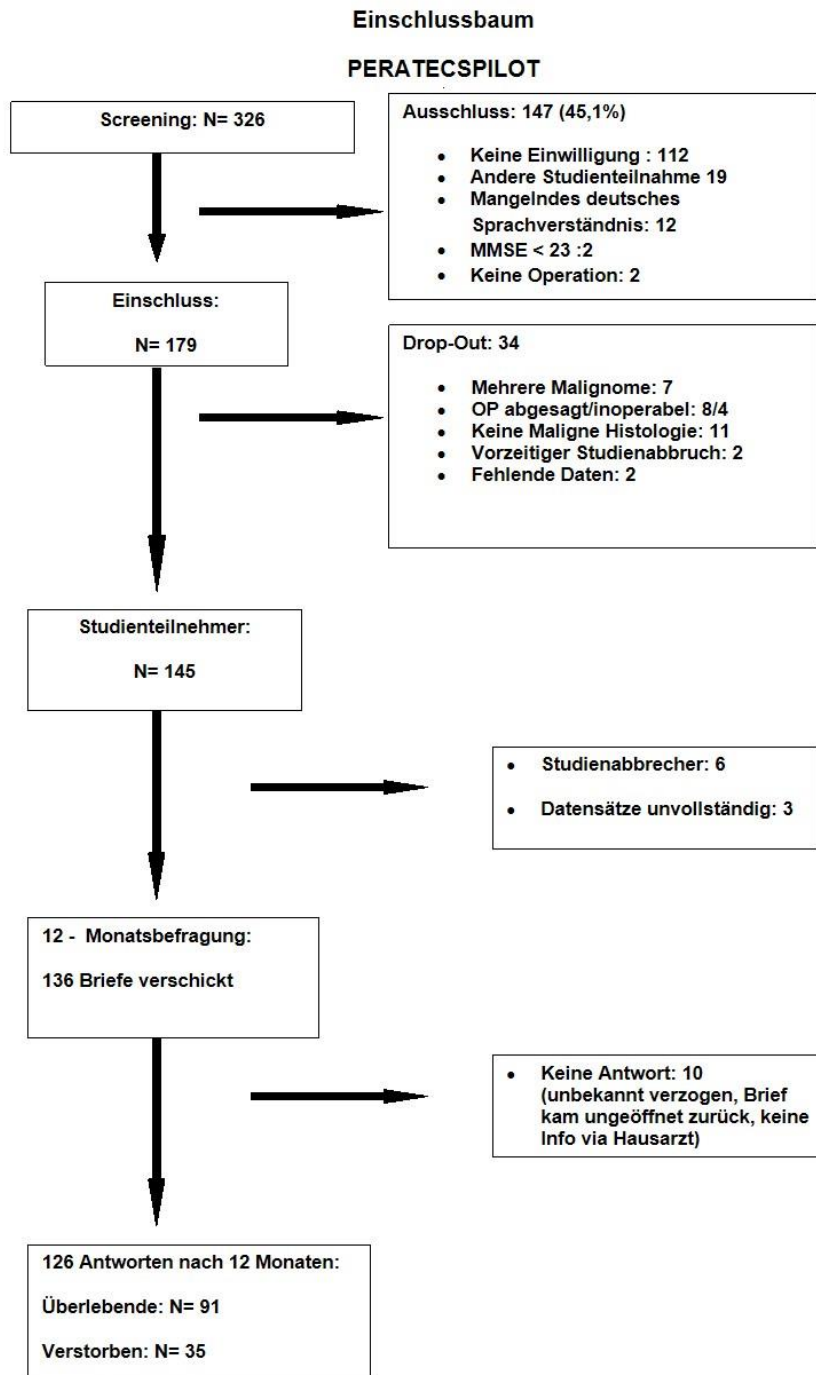 Einschlussbaum
PERATECSPILOT
Screening: N= 326
Ausschluss: 147 (45,1%)
• Keine Einwilligung : 112
• Andere Studienteilnahme 19
• Mangelndes deutsches
Sprachverständnis: 12
• MMSE < 23 :2
• Keine Operation: 2
Einschluss:
N= 179
Drop-Out: 34
• Mehrere Malignome: 7
• OP abgesagt/inoperabel: 8/4
• Keine Maligne Histologie: 11
• Vorzeitiger Studienabbruch: 2
• Fehlende Daten: 2
Studienteilnehmer:
N= 145
• Studienabbrecher: 6
• Datensätze unvollständig: 3
12 - Monatsbefragung:
136 Briefe verschickt
• Keine Antwort: 10
(unbekannt verzogen, Brief
kam ungeöffnet zurück, keine
Info via Hausarzt)
126 Antworten nach 12 Monaten:
Überlebende: N= 91
Verstorben: N= 35